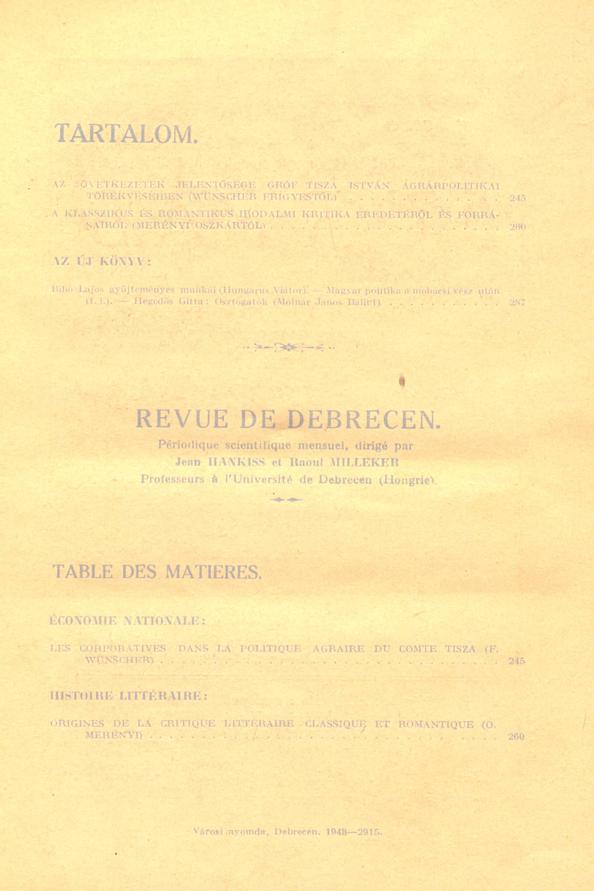 TARTALOM.
AZ SZÖVETKEZETEK JELENTŐSÉGE GRÓF TISZA ISTVÁN AGRÁRPOLITIKAI
TÖREKVÉSEIBEN (WÜNSCHER FRIGYESTŐL) . . . . . . . . . . . . 245
A KLASSZIKUS ÉS ROMANTIKUS IRODALMI KRITIKA EREDETÉRŐL ÉS FORRÁ-
SAIRÓL (MERÉNYI OSZKÁRTÓL) . . . . . . . . . . . . . . . . . 260
AZ ÚJ KÖNYV:
Bibó Lajos gyűjteményes munkái (Hungarus Viator). — Magyar politika a mohácsi vész után
(f. l.). — Hegedűs Gitta: Osztogatók (Molnár János Bálint) . . . . . . . . . . 287
REVUE DE DEBRECEN.
Périodique scientifique mensuel, dirigé par
Jean HANKISS et Raoul MILLEKER
Professeurs à l'Université de Debrecen (Hongrie).
TABLE DES MATIERES.
ÉCONOMIE NATIONALE:
LES CORPORATIVES DANS LA POLITIQUE AGRAIRE DU COMTE TISZA (F.
WÜNSCHER) . . . . . . . . . . . . . . . . . . . . . . . . . . 245
HISTOIRE LITTÉRAIRE:
ORIGINES DE LA CRITIQUE LITTÉRAIRE CLASSIQUE ET ROMANTIQUE (O.
MERÉNYI) . . . . . . . . . . . . . . . . . . . . . . . . . . . 260
Városi nyomda, Debrecen. 1948—2915.